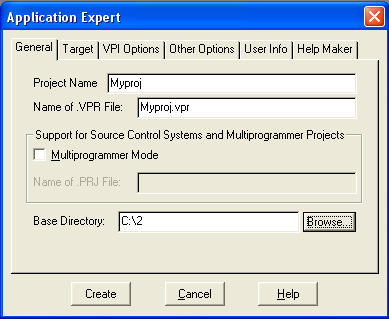 Application Expert
General Target VPI Options Other Options User Info Help Maker
Project Name Myproj
Name of .VPR File: Myproj.vpr
Support for Source Control Systems and Multiprogrammer Projects
Multiprogrammer Mode
Name of .PRJ File:
Base Directory: C:\2 Browse...
Create Cancel Help